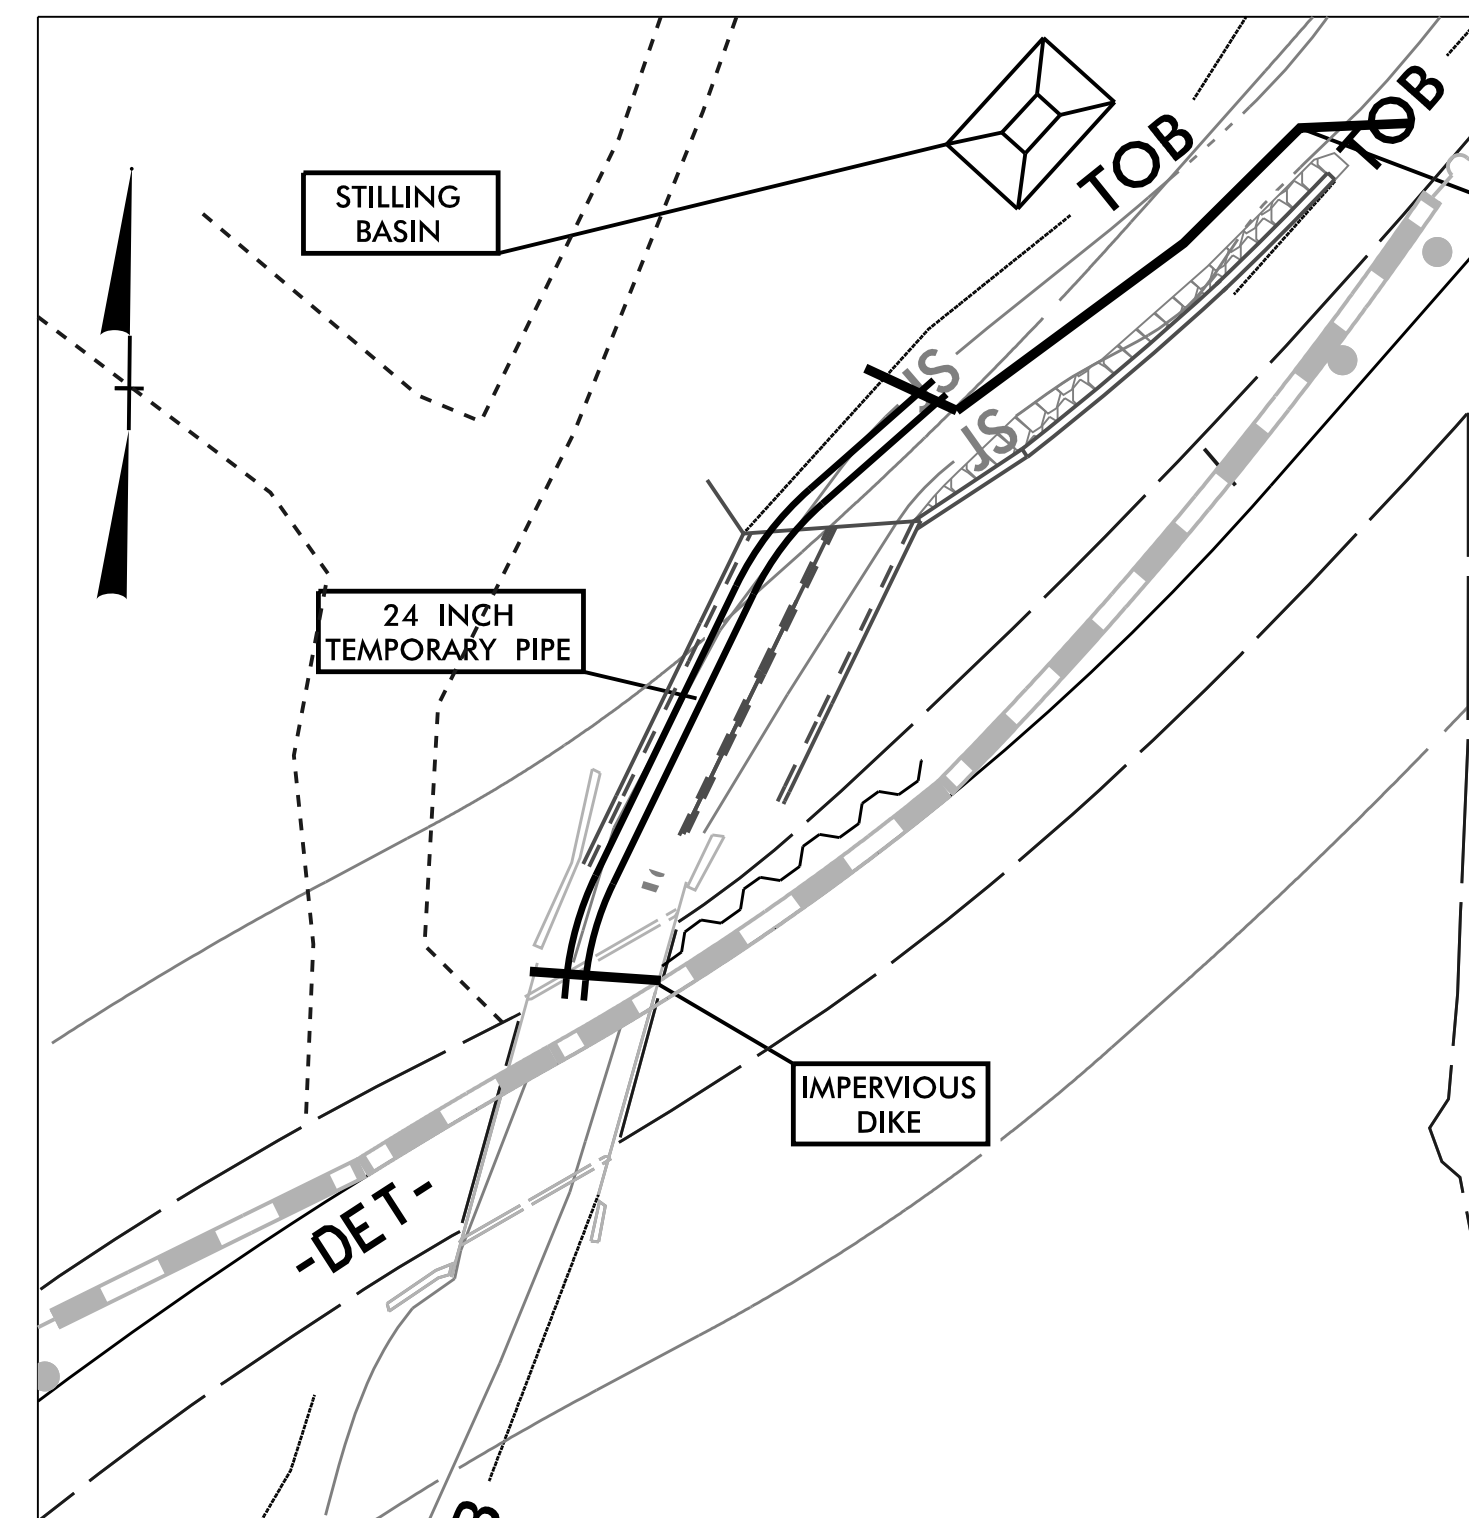 TOB
TOB
STILLING
BASIN
JS
JS
24 INCH
TEMPORARY PIPE
IMPERVIOUS
DIKE
-DET-